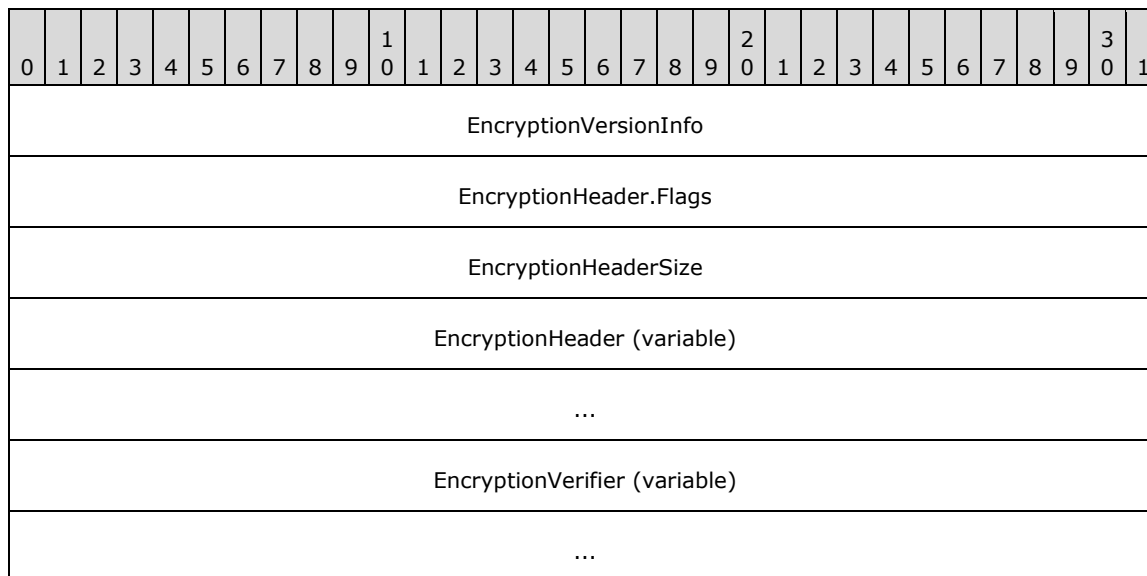 1 2 3
0 1 2 3 4 5 6 7 8 9 0 1 2 3 4 5 6 7 8 9 0 1 2 3 4 5 6 7 8 9 0 1
EncryptionVersionInfo
EncryptionHeader.Flags
EncryptionHeaderSize
EncryptionHeader (variable)
...
EncryptionVerifier (variable)
...